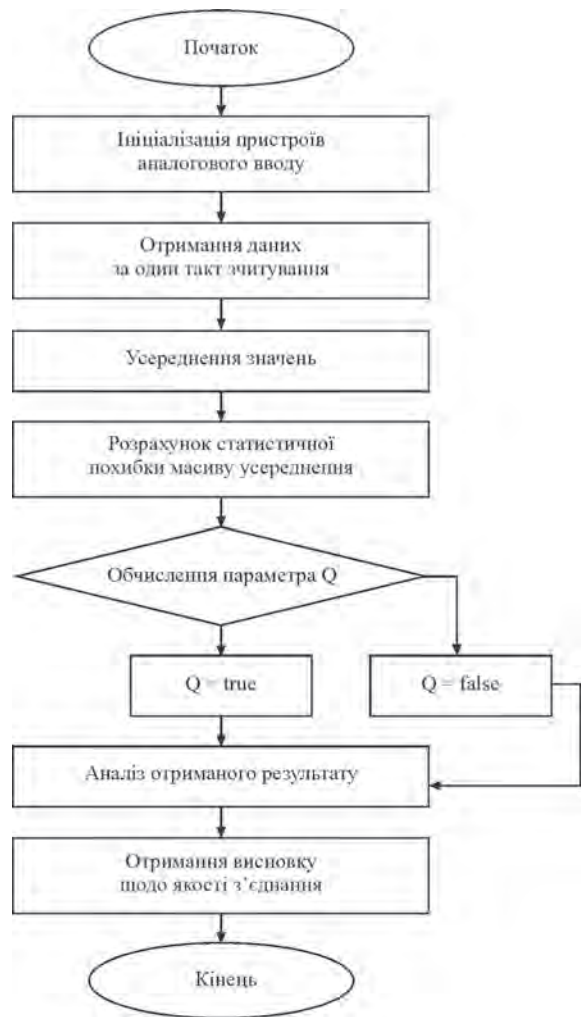 Початок
Ініціалізація пристроїв
аналогового вводу
Отримання даних
за один такт зчитування
Усереднення значень
Розрахунок статистичної
похибки масиву усереднення
Обчислення параметра Q
Q = true
Q = false
Аналіз отриманого результату
Отримання висновку
щодо якості з’єднання
Кінець